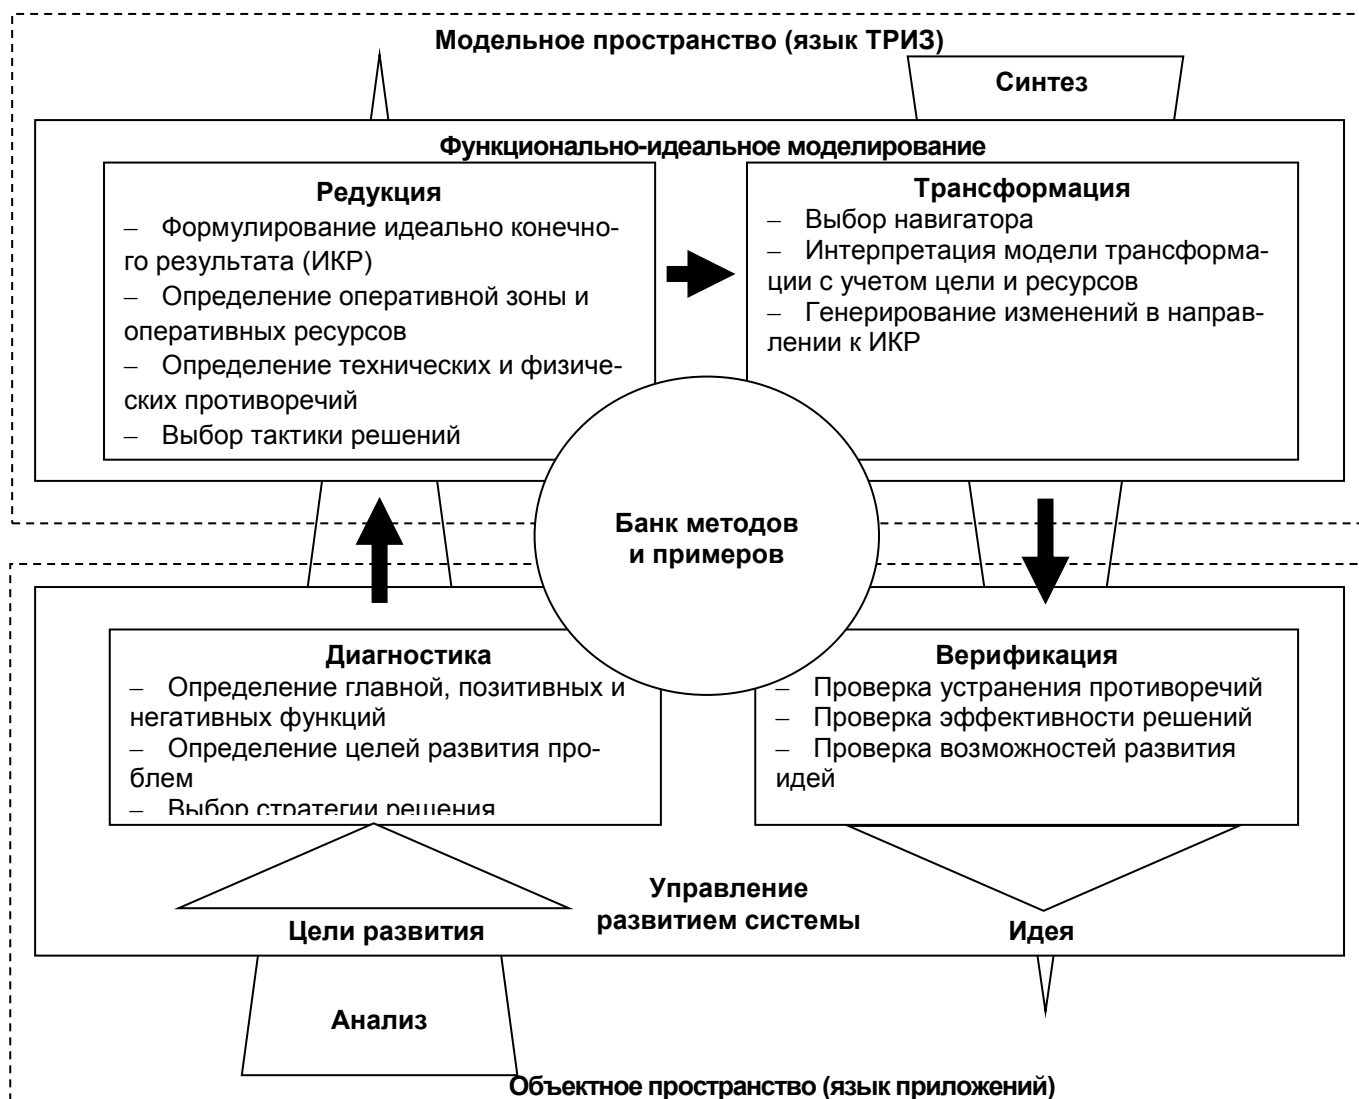 Модельное пространство (язык ТРИЗ)
Синтез
Функционально-идеальное моделирование
Редукция
– Формулирование идеально конечно-
го результата (ИКР)
– Определение оперативной зоны и
оперативных ресурсов
– Определение технических и физиче-
ских противоречий
– Выбор тактики решений
Трансформация
– Выбор навигатора
– Интерпретация модели трансформа-
ции с учетом цели и ресурсов
– Генерирование изменений в направ-
лении к ИКР
Банк методов
и примеров
Диагностика
– Определение главной, позитивных и
негативных функций
– Определение целей развития про-
блем
– Выбор стратегии решения
Верификация
– Проверка устранения противоречий
– Проверка эффективности решений
– Проверка возможностей развития
идей
Управление
развитием системы
Цели развития
Идея
Анализ
Объектное пространство (язык приложений)